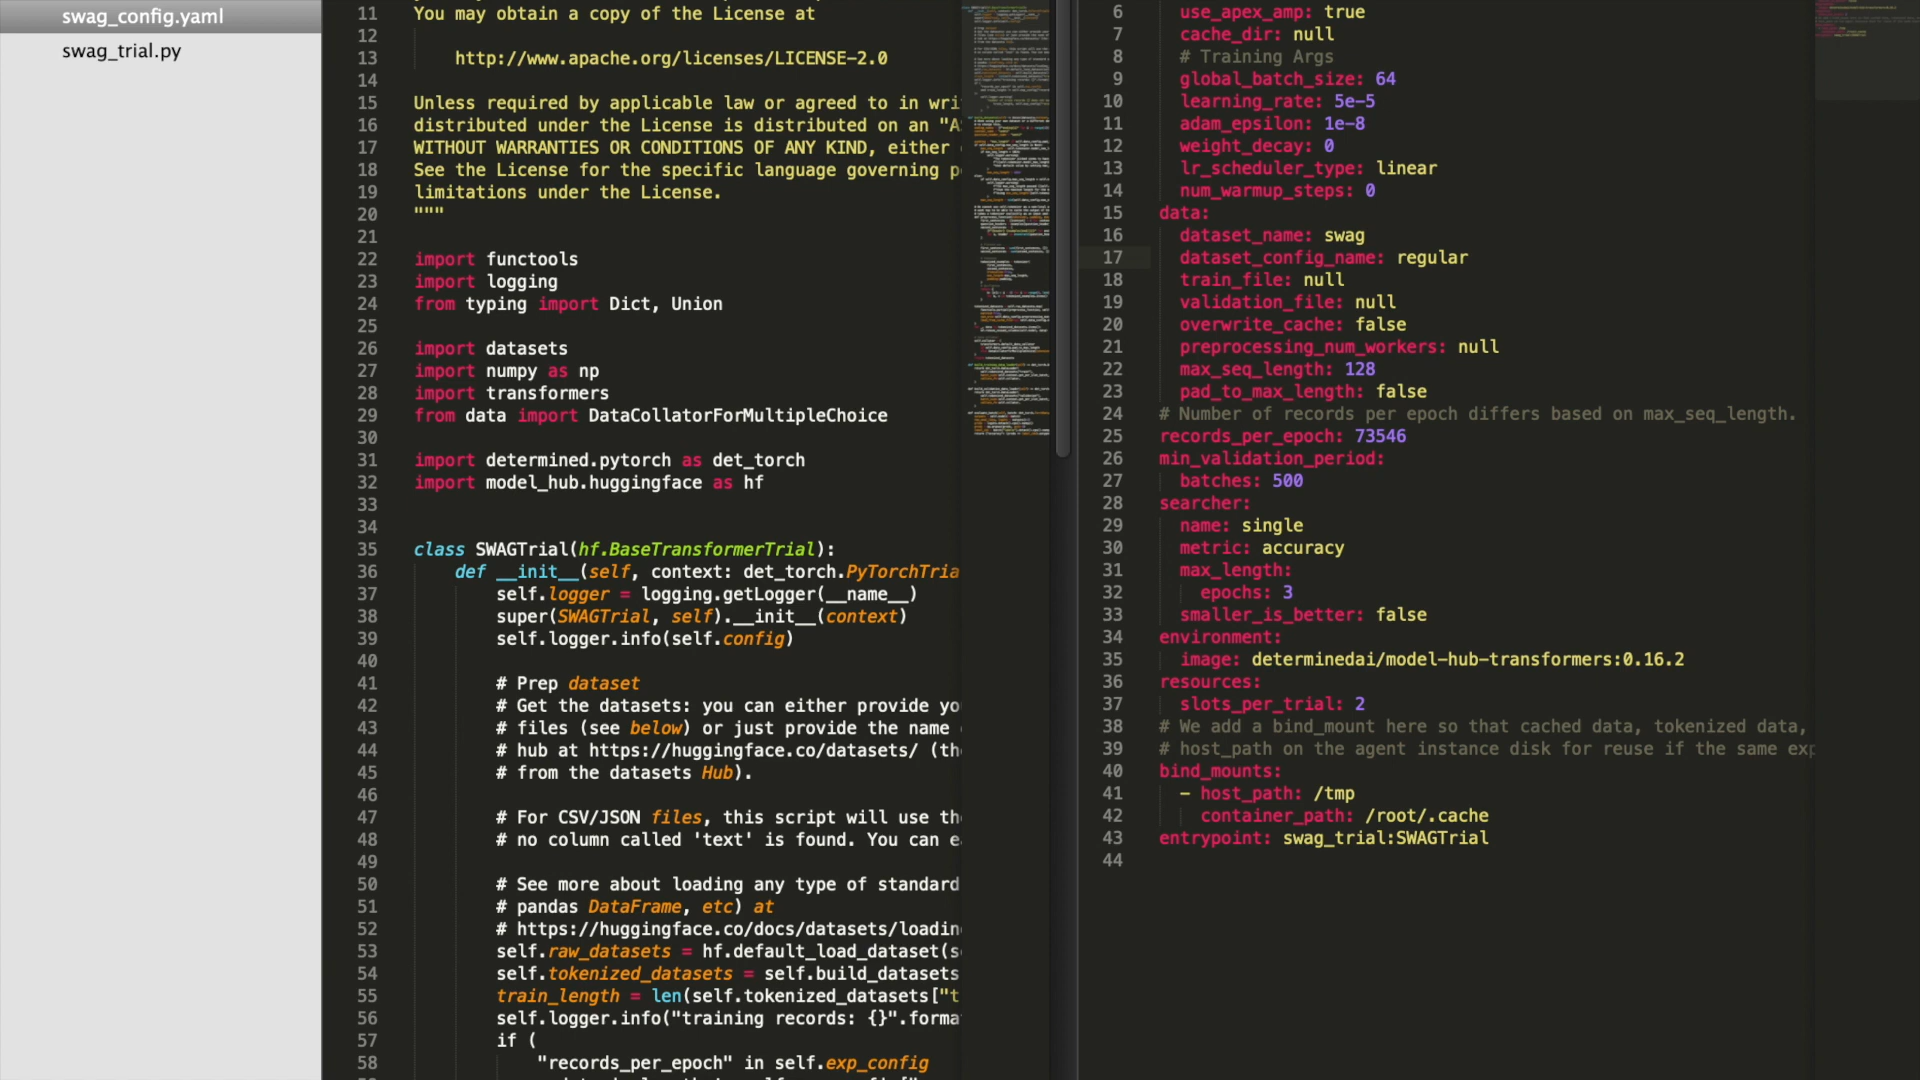 swag_config.yaml
swag_trial.py
11 You may obtain a copy of the License at
12
13 http://www.apache.org/licenses/LICENSE-2.0
14
15 Unless required by applicable law or agreed to in wri
16 distributed under the License is distributed on an "A
17 WITHOUT WARRANTIES OR CONDITIONS OF ANY KIND, either
18 See the License for the specific language governing p
19 limitations under the License.
20 """
21
22 import functools
23 import logging
24 from typing import Dict, Union
25
26 import datasets
27 import numpy as np
28 import transformers
29 from data import DataCollatorForMultipleChoice
30
31 import determined.pytorch as det_torch
32 import model_hub.huggingface as hf
33
34
35 class SWAGTrial(hf.BaseTransformerTrial):
36 def __init__(self, context: det_torch.PyTorchTria
37 self.logger = logging.getLogger(__name__)
38 super(SWAGTrial, self).__init__(context)
39 self.logger.info(self.config)
40
41 # Prep dataset
42 # Get the datasets: you can either provide yo
43 # files (see below) or just provide the name
44 # hub at https://huggingface.co/datasets/ (th
45 # from the datasets Hub).
46
47 # For CSV/JSON files, this script will use th
48 # no column called 'text' is found. You can e
49
50 # See more about loading any type of standard
51 # pandas DataFrame, etc) at
52 # https://huggingface.co/docs/datasets/loadin
53 self.raw_datasets = hf.default_load_dataset(s
54 self.tokenized_datasets = self.build_datasets
55 train_length = len(self.tokenized_datasets["t
56 self.logger.info("training records: {}".forma
57 if (
58 "records_per_epoch" in self.exp_config
6 use_apex_amp: true
7 cache_dir: null
8 # Training Args
9 global_batch_size: 64
10 learning_rate: 5e-5
11 adam_epsilon: 1e-8
12 weight_decay: 0
13 lr_scheduler_type: linear
14 num_warmup_steps: 0
15 data:
16 dataset_name: swag
17 dataset_config_name: regular
18 train_file: null
19 validation_file: null
20 overwrite_cache: false
21 preprocessing_num_workers: null
22 max_seq_length: 128
23 pad_to_max_length: false
24 # Number of records per epoch differs based on max_seq_length.
25 records_per_epoch: 73546
26 min_validation_period:
27 batches: 500
28 searcher:
29 name: single
30 metric: accuracy
31 max_length:
32 epochs: 3
33 smaller_is_better: false
34 environment:
35 image: determinedai/model-hub-transformers:0.16.2
36 resources:
37 slots_per_trial: 2
38 # We add a bind_mount here so that cached data, tokenized data,
39 # host_path on the agent instance disk for reuse if the same exp
40 bind_mounts:
41 - host_path: /tmp
42 container_path: /root/.cache
43 entrypoint: swag_trial:SWAGTrial
44